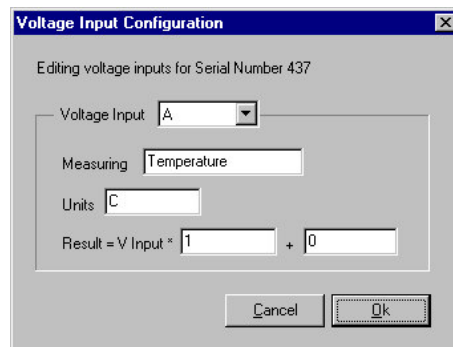 Voltage Input Configuration
Editing voltage inputs for Serial Number 437
Voltage Input A
Measuring Temperature
Units C
Result = V Input * 1 + 0
Cancel Ok